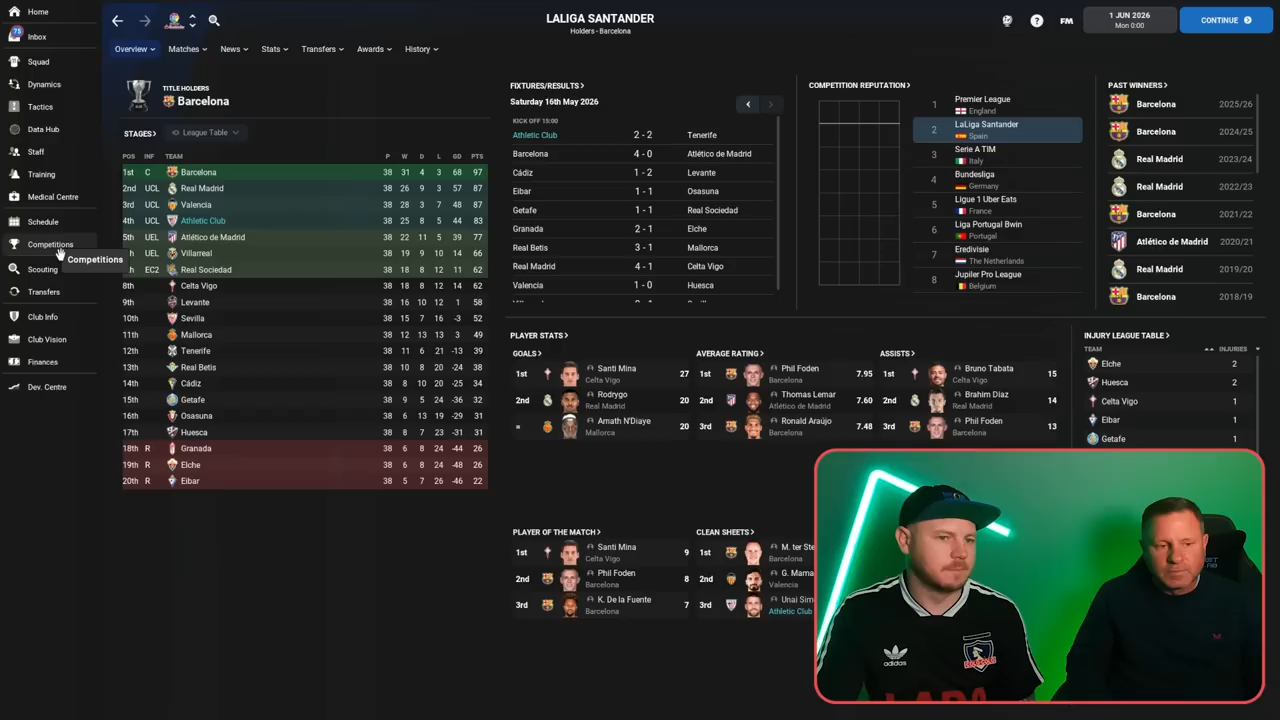 Home
75
Inbox
Squad
Dynamics
Tactics
Data Hub
Staff
Training
Medical Centre
Schedule
Competitions
Competitions
Scouting
Transfers
Club Info
Club Vision
Finances
Dev. Centre
LALIGA SANTANDER
Holders - Barcelona
FM
1 JUN 2026
Mon 0:00
CONTINUE
Overview Matches News Stats Transfers Awards History
TITLE HOLDERS
Barcelona
STAGES> League Table
POS INF TEAM P W D L GD PTS
1st C Barcelona 38 31 4 3 68 97
2nd UCL Real Madrid 38 26 9 3 57 87
3rd UCL Valencia 38 28 3 7 48 87
4th UCL Athletic Club 38 25 8 5 44 83
5th UEL Atlético de Madrid 38 22 11 5 39 77
UEL Villarreal 38 19 9 10 14 66
EC2 Real Sociedad 38 18 8 12 11 62
8th Celta Vigo 38 18 8 12 14 62
9th Levante 38 16 10 12 1 58
10th Sevilla 38 15 7 16 -3 52
11th Mallorca 38 12 13 13 3 49
12th Tenerife 38 11 6 21 -13 39
13th Real Betis 38 10 8 20 -24 38
14th Cádiz 38 8 10 20 -25 34
15th Getafe 38 9 5 24 -36 32
16th Osasuna 38 6 13 19 -29 31
17th Huesca 38 8 7 23 -31 31
18th R Granada 38 6 8 24 -44 26
19th R Elche 38 6 8 24 -48 26
20th R Eibar 38 5 7 26 -46 22
FIXTURES/RESULTS>
Saturday 16th May 2026
KICK OFF 15:00
Athletic Club 2 - 2 Tenerife
Barcelona 4 - 0 Atlético de Madrid
Cádiz 1 - 2 Levante
Eibar 1 - 1 Osasuna
Getafe 1 - 1 Real Sociedad
Granada 2 - 1 Elche
Real Betis 3 - 1 Mallorca
Real Madrid 4 - 1 Celta Vigo
Valencia 1 - 0 Huesca
COMPETITION REPUTATION>
1 Premier League
England
2 LaLiga Santander
Spain
3 Serie A TIM
Italy
4 Bundesliga
Germany
5 Ligue 1 Uber Eats
France
6 Liga Portugal Bwin
Portugal
7 Eredivisie
The Netherlands
8 Jupiler Pro League
Belgium
PAST WINNERS>
Barcelona 2025/26
Barcelona 2024/25
Real Madrid 2023/24
Real Madrid 2022/23
Barcelona 2021/22
Atlético de Madrid 2020/21
Real Madrid 2019/20
Barcelona 2018/19
PLAYER STATS>
GOALS>
1st Santi Mina 27
Celta Vigo
2nd Rodrygo 20
Real Madrid
= Amath N'Diaye 20
Mallorca
AVERAGE RATING>
1st Phil Foden 7.95
Barcelona
2nd Thomas Lemar 7.60
Atlético de Madrid
3rd Ronald Araújo 7.48
Barcelona
ASSISTS>
1st Bruno Tabata 15
Celta Vigo
2nd Brahim Díaz 14
Real Madrid
3rd Phil Foden 13
Barcelona
INJURY LEAGUE TABLE>
TEAM INJURIES
Elche 2
Huesca 2
Celta Vigo 1
Eibar 1
Getafe 1
PLAYER OF THE MATCH>
1st Santi Mina 9
Celta Vigo
2nd Phil Foden 8
Barcelona
3rd K. De la Fuente 7
Barcelona
CLEAN SHEETS>
1st M. ter Ste
Barcelona
2nd G. Mama
Valencia
3rd Unai Sim
Athletic Club
adidas